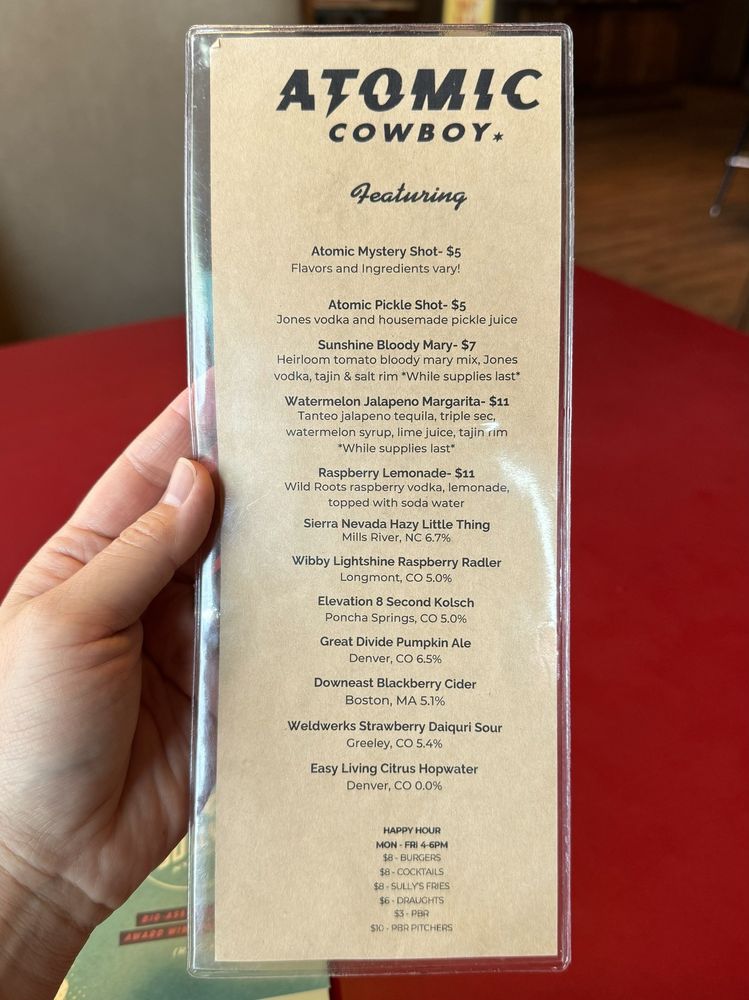 ATOMIC
COWBOY*
Featuring
Atomic Mystery Shot- $5
Flavors and Ingredients vary!
Atomic Pickle Shot- $5
Jones vodka and housemade pickle juice
Sunshine Bloody Mary- $7
Heirloom tomato bloody mary mix, Jones
vodka, tajin & salt rim *While supplies last*
Watermelon Jalapeno Margarita- $11
Tanteo jalapeno tequila, triple sec,
watermelon syrup, lime juice, tajin rim
*While supplies last*
Raspberry Lemonade- $11
Wild Roots raspberry vodka, lemonade,
topped with soda water
Sierra Nevada Hazy Little Thing
Mills River, NC 6.7%
Wibby Lightshine Raspberry Radler
Longmont, CO 5.0%
Elevation 8 Second Kolsch
Poncha Springs, CO 5.0%
Great Divide Pumpkin Ale
Denver, CO 6.5%
Downeast Blackberry Cider
Boston, MA 5.1%
Weldwerks Strawberry Daiquri Sour
Greeley, CO 5.4%
Easy Living Citrus Hopwater
Denver, CO 0.0%
HAPPY HOUR
MON - FRI 4-6PM
$8 - BURGERS
$8 - COCKTAILS
$8 - SULLY'S FRIES
$6 - DRAUGHTS
$3 - PBR
$10 - PBR PITCHERS
AWARD